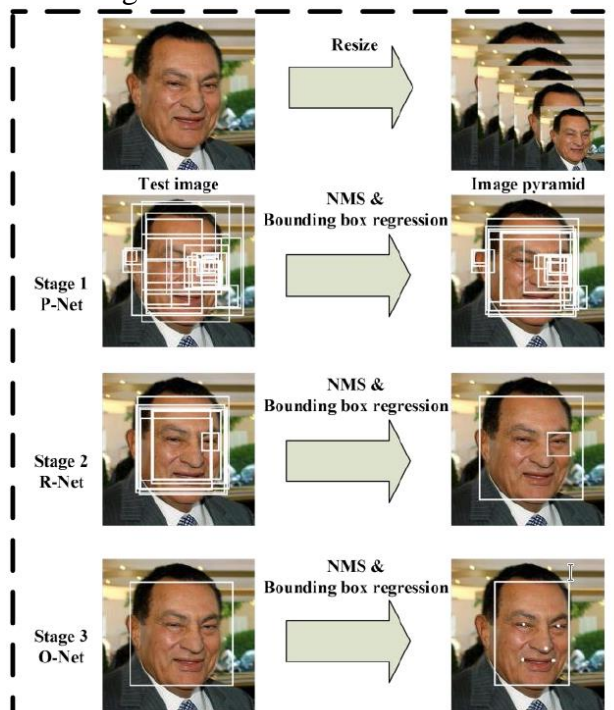 Resize
Test image
Image pyramid
NMS &
Bounding box regression
Stage 1
P-Net
NMS &
Bounding box regression
Stage 2
R-Net
NMS &
Bounding box regression
Stage 3
O-Net